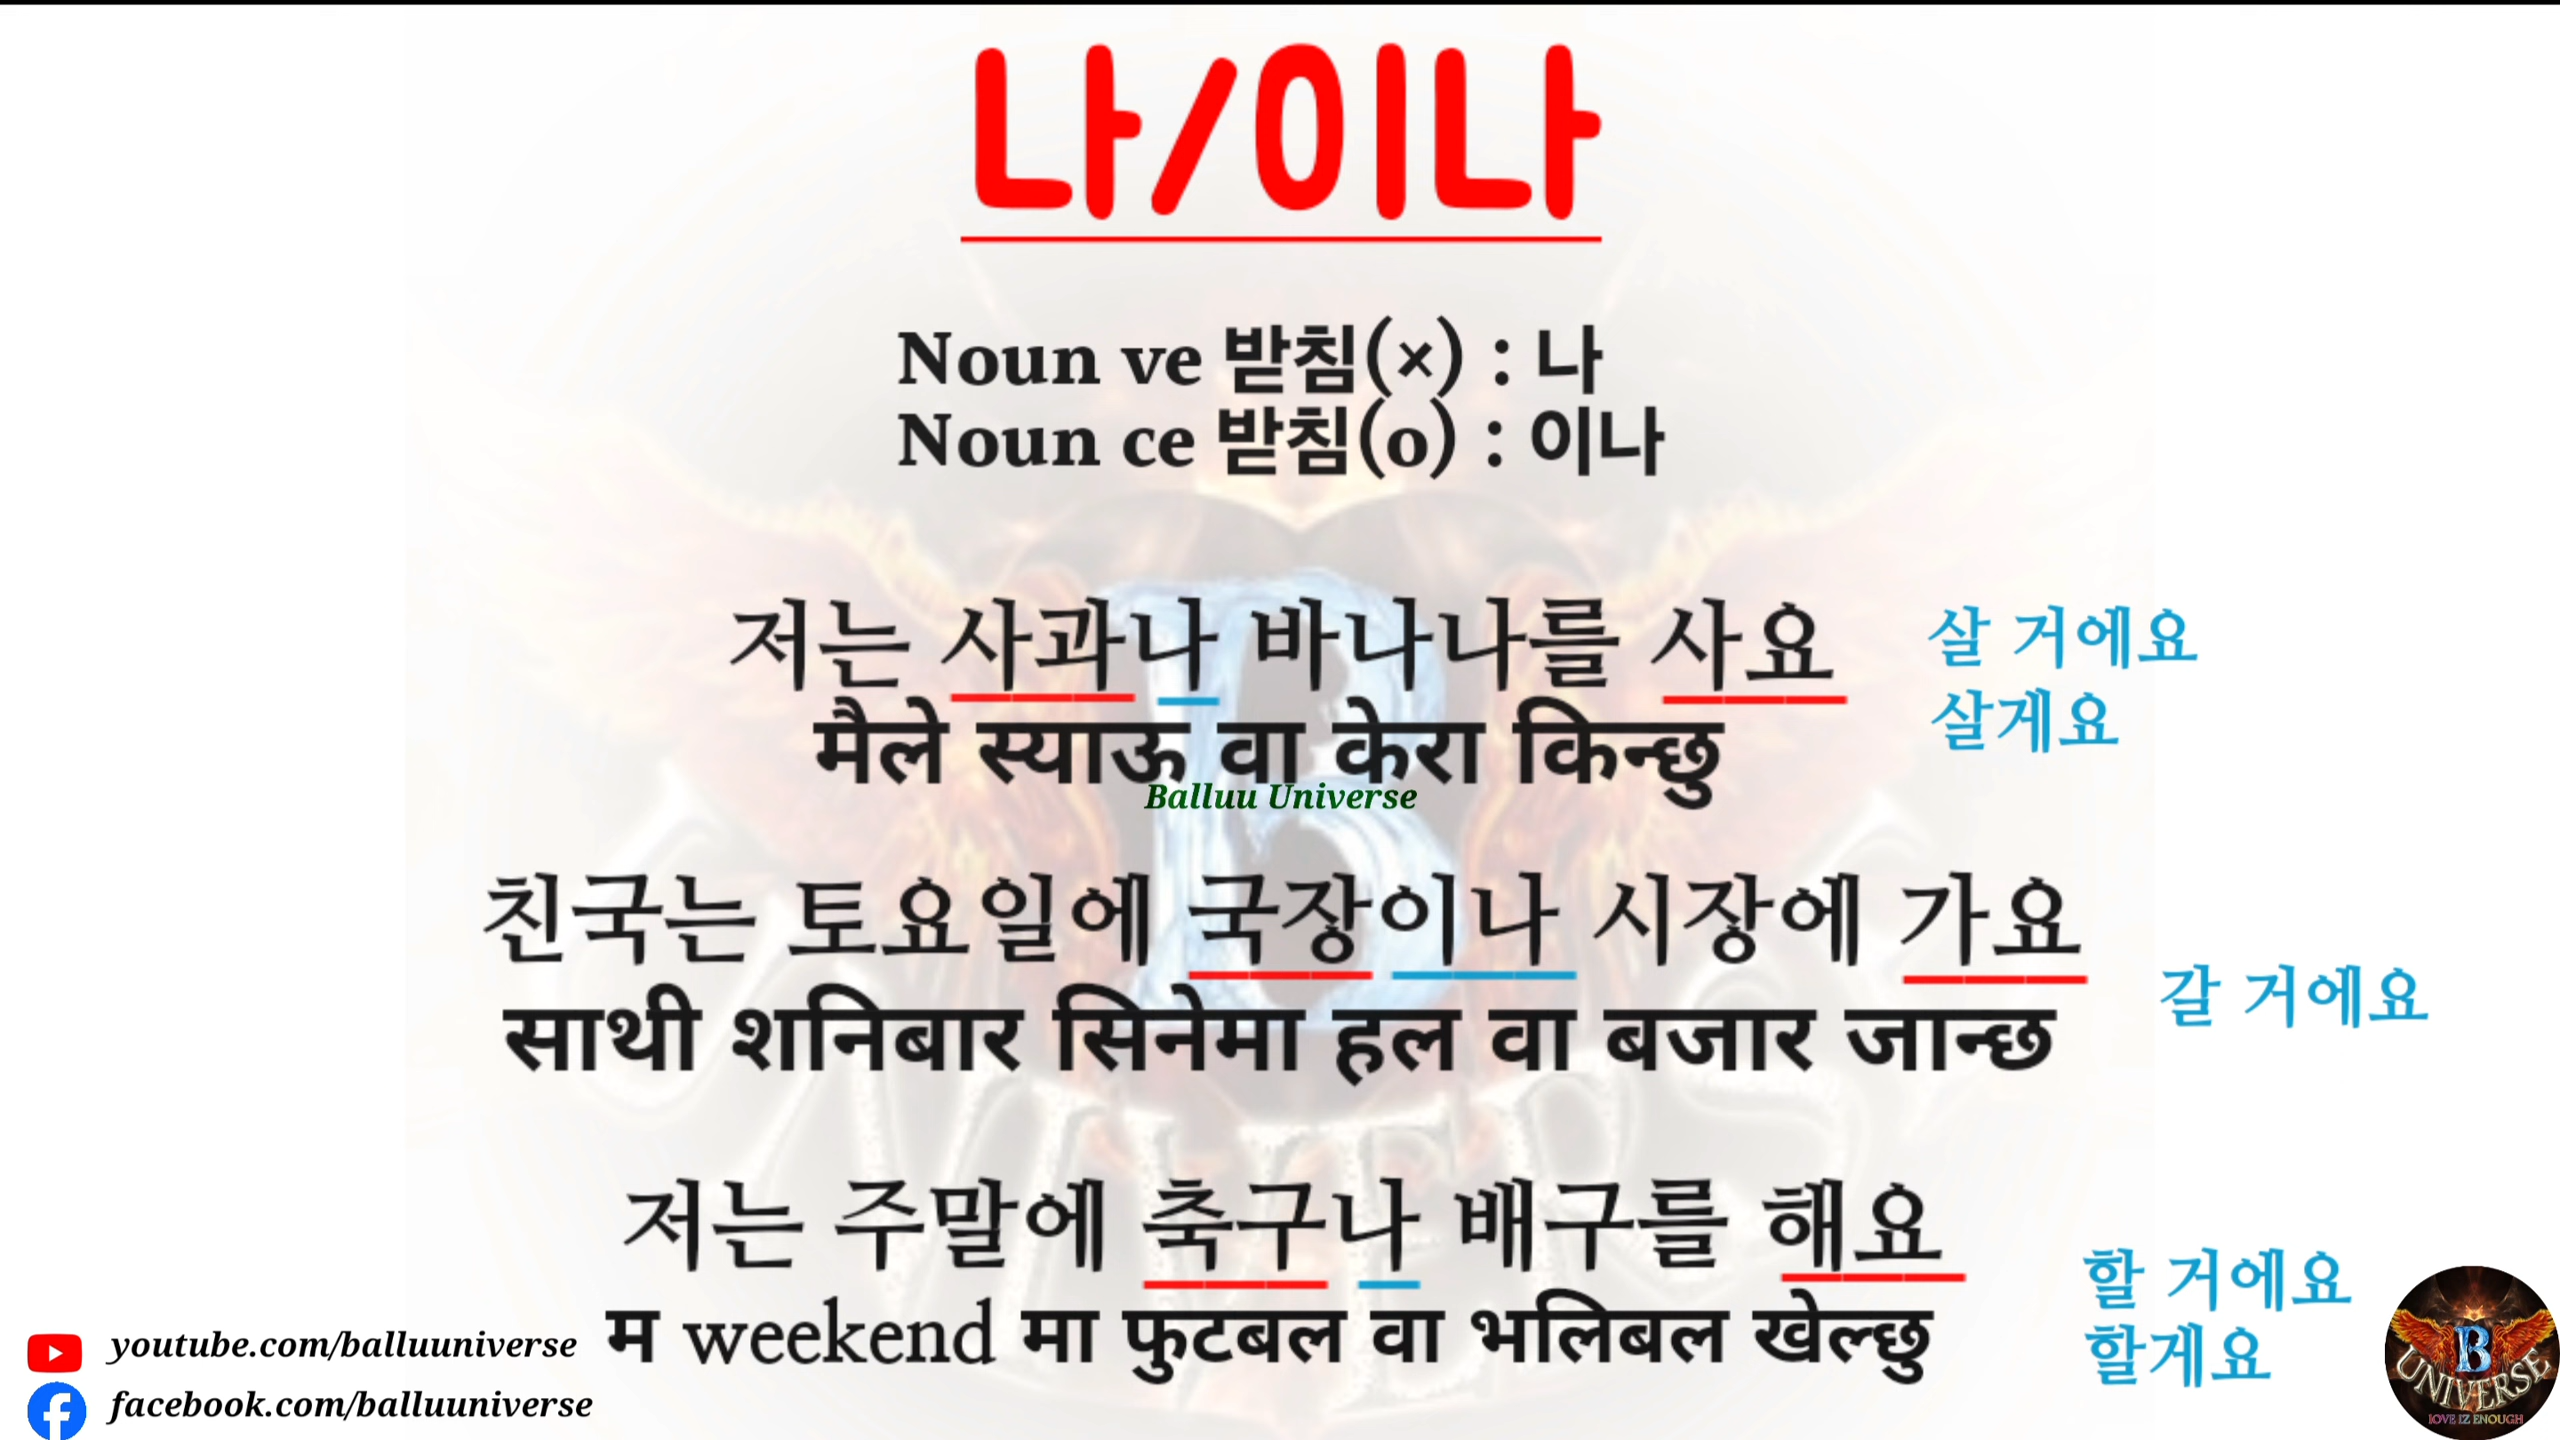 나/이나
Noun ve 받침(×) : 나
Noun ce 받침(o) : 이나
저는 사과나 바나나를 사요
살 거에요
살게요
मैले स्याऊ वा केरा किन्छु
Balluu Universe
친국는 토요일에 국장이나 시장에 가요
갈 거에요
साथी शनिबार सिनेमा हल वा बजार जान्छ
저는 주말에 축구나 배구를 해요
할 거에요
할게요
म weekend मा फुटबल वा भलिबल खेल्छु
youtube.com/balluuniverse
facebook.com/balluuniverse
B
UNIVERSE
LOVE IZ ENOUGH